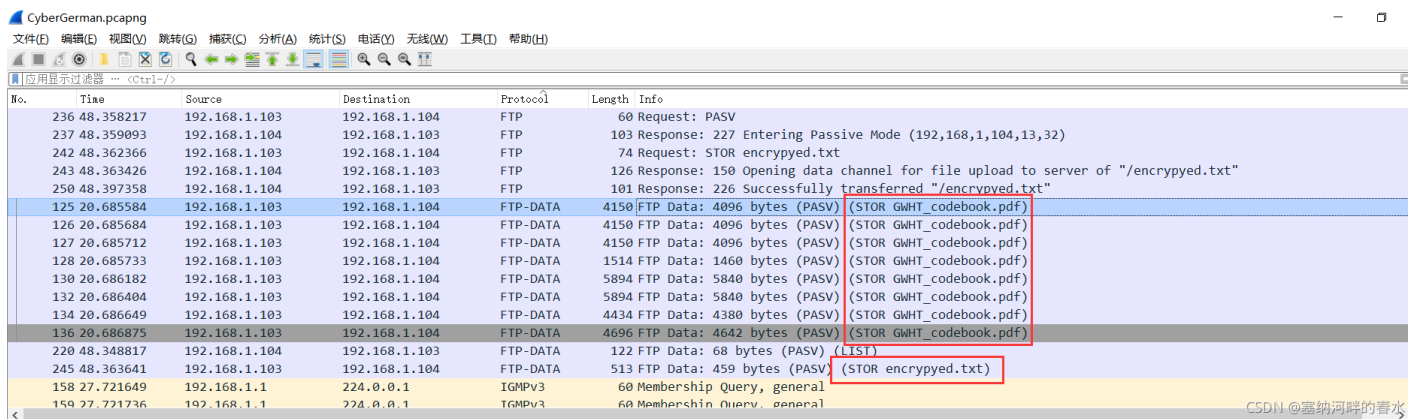 CyberGerman.pcapng
文件(F) 编辑(E) 视图(V) 跳转(G) 捕获(C) 分析(A) 统计(S) 电话(Y) 无线(W) 工具(T) 帮助(H)
应用显示过滤器 … <Ctrl-/>
No. Time Source Destination Protocol Length Info
236 48.358217 192.168.1.103 192.168.1.104 FTP 60 Request: PASV
237 48.359093 192.168.1.104 192.168.1.103 FTP 103 Response: 227 Entering Passive Mode (192,168,1,104,13,32)
242 48.362366 192.168.1.103 192.168.1.104 FTP 74 Request: STOR encrypyed.txt
243 48.363426 192.168.1.104 192.168.1.103 FTP 126 Response: 150 Opening data channel for file upload to server of "/encrypyed.txt"
250 48.397358 192.168.1.104 192.168.1.103 FTP 101 Response: 226 Successfully transferred "/encrypyed.txt"
125 20.685584 192.168.1.103 192.168.1.104 FTP-DATA 4150 FTP Data: 4096 bytes (PASV) (STOR GWHT_codebook.pdf)
126 20.685684 192.168.1.103 192.168.1.104 FTP-DATA 4150 FTP Data: 4096 bytes (PASV) (STOR GWHT_codebook.pdf)
127 20.685712 192.168.1.103 192.168.1.104 FTP-DATA 4150 FTP Data: 4096 bytes (PASV) (STOR GWHT_codebook.pdf)
128 20.685733 192.168.1.103 192.168.1.104 FTP-DATA 1514 FTP Data: 1460 bytes (PASV) (STOR GWHT_codebook.pdf)
130 20.686182 192.168.1.103 192.168.1.104 FTP-DATA 5894 FTP Data: 5840 bytes (PASV) (STOR GWHT_codebook.pdf)
132 20.686404 192.168.1.103 192.168.1.104 FTP-DATA 5894 FTP Data: 5840 bytes (PASV) (STOR GWHT_codebook.pdf)
134 20.686649 192.168.1.103 192.168.1.104 FTP-DATA 4434 FTP Data: 4380 bytes (PASV) (STOR GWHT_codebook.pdf)
136 20.686875 192.168.1.103 192.168.1.104 FTP-DATA 4696 FTP Data: 4642 bytes (PASV) (STOR GWHT_codebook.pdf)
220 48.348817 192.168.1.104 192.168.1.103 FTP-DATA 122 FTP Data: 68 bytes (PASV) (LIST)
245 48.363641 192.168.1.103 192.168.1.104 FTP-DATA 513 FTP Data: 459 bytes (PASV) (STOR encrypyed.txt)
158 27.721649 192.168.1.1 224.0.0.1 IGMPv3 60 Membership Query, general
159 27.721736 192.168.1.1 224.0.0.1 IGMPv3 60 Membership Query, general
CSDN @塞纳河畔的春水